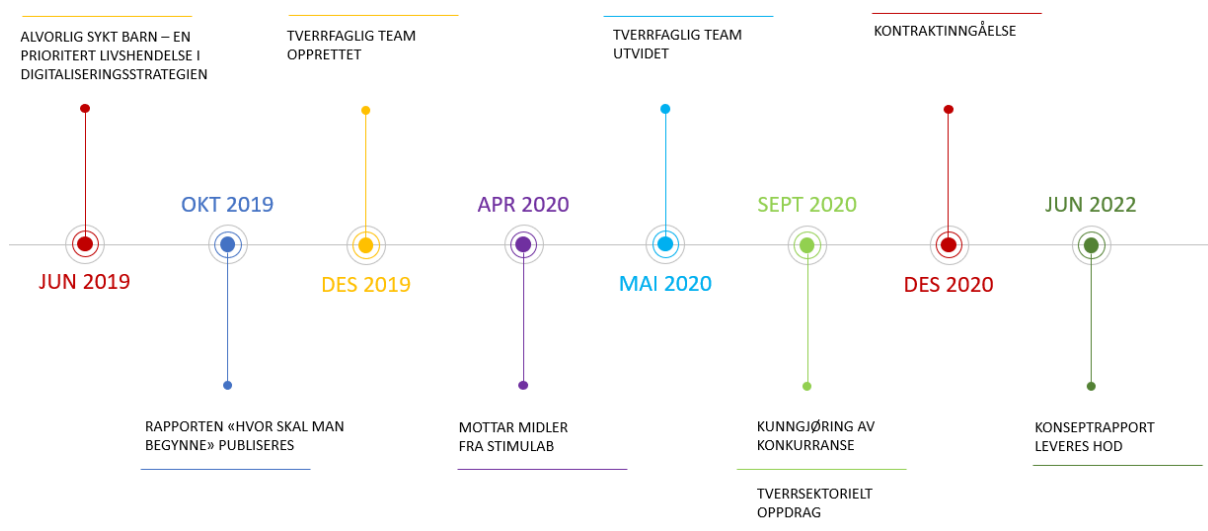 ALVORLIG SYKT BARN – EN
PRIORITERT LIVSHENDELSE I
DIGITALISERINGSSTRATEGIEN
TVERRFAGLIG TEAM
OPPRETTET
TVERRFAGLIG TEAM
UTVIDET
KONTRAKTINNGÅELSE
OKT 2019
APR 2020
SEPT 2020
JUN 2022
JUN 2019
DES 2019
MAI 2020
DES 2020
RAPPORTEN «HVOR SKAL MAN
BEGYNNE» PUBLISERES
MOTTAR MIDLER
FRA STIMULAB
KUNNGJØRING AV
KONKURRANSE
KONSEPTRAPPORT
LEVERES HOD
TVERRSEKTORIELT
OPPDRAG